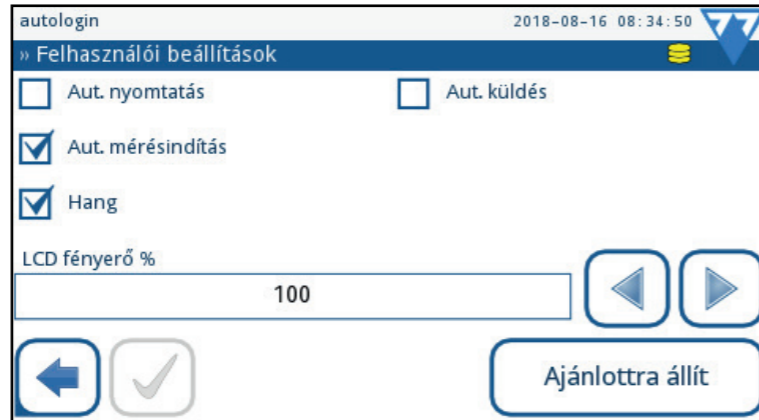 autologin 2018-08-16 08:34:50
» Felhasználói beállítások
Aut. nyomtatás Aut. küldés
Aut. mérésindítás
Hang
LCD fényerő %
100
Ajánlottra állít